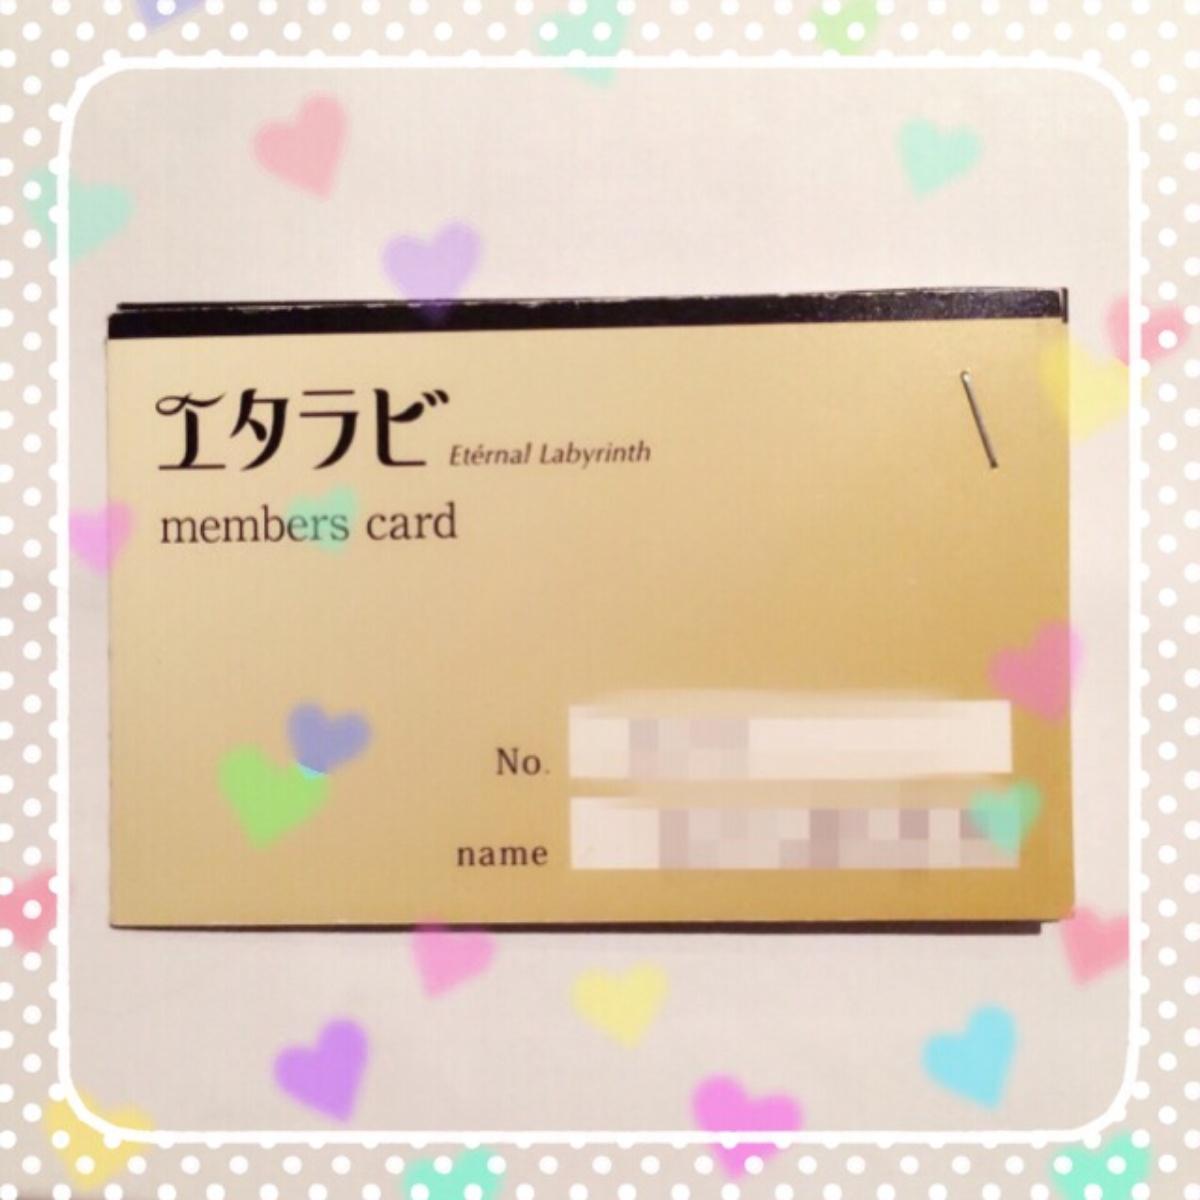 エタラビ Etérnal Labyrinth
members card
No.
name